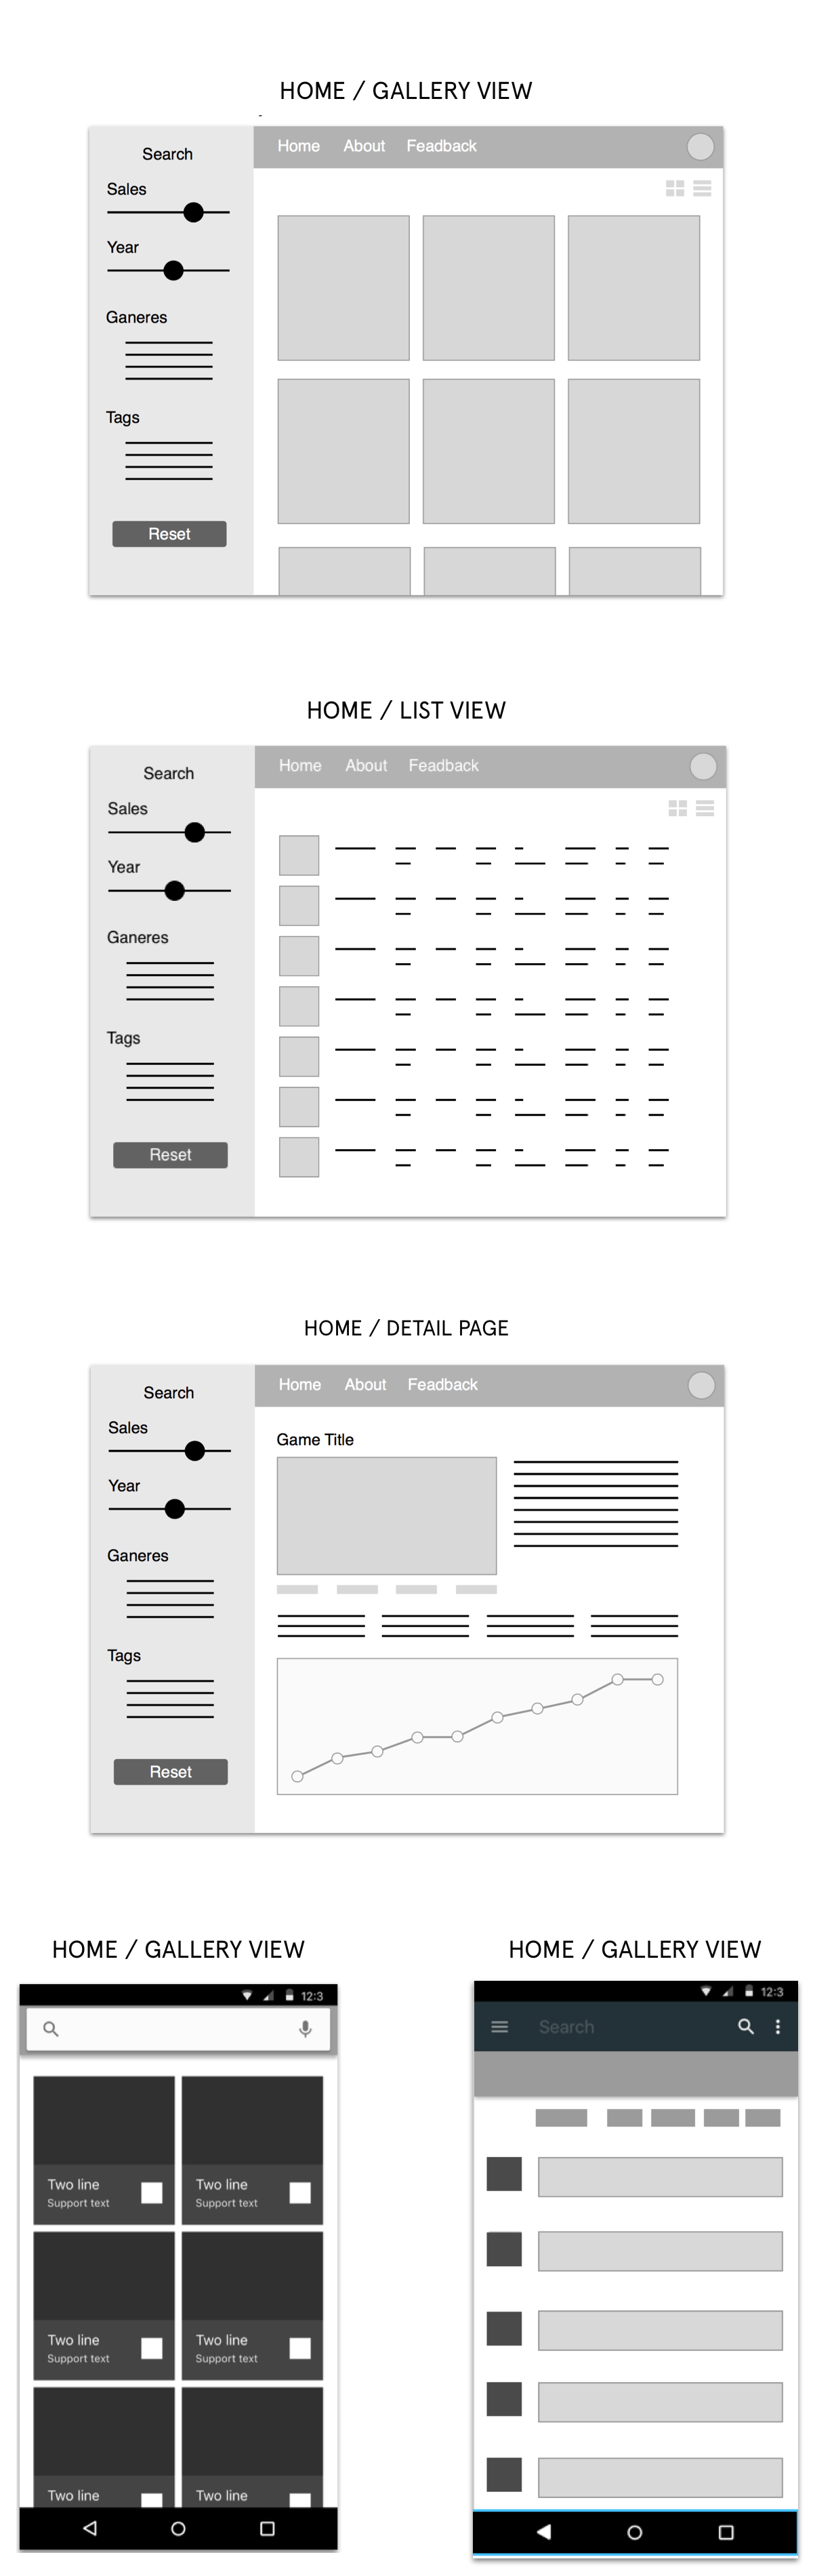 HOME / GALLERY VIEW
Search
Home About Feadback
Sales
Year
Ganeres
Tags
Reset
HOME / LIST VIEW
Search
Home About Feadback
Sales
Year
Ganeres
Tags
Reset
HOME / DETAIL PAGE
Search
Home About Feadback
Sales
Year
Ganeres
Tags
Reset
Game Title
HOME / GALLERY VIEW
12:3
Two line
Support text
Two line
Support text
Two line
Support text
Two line
Support text
Two line
Two line
HOME / GALLERY VIEW
12:3
Search